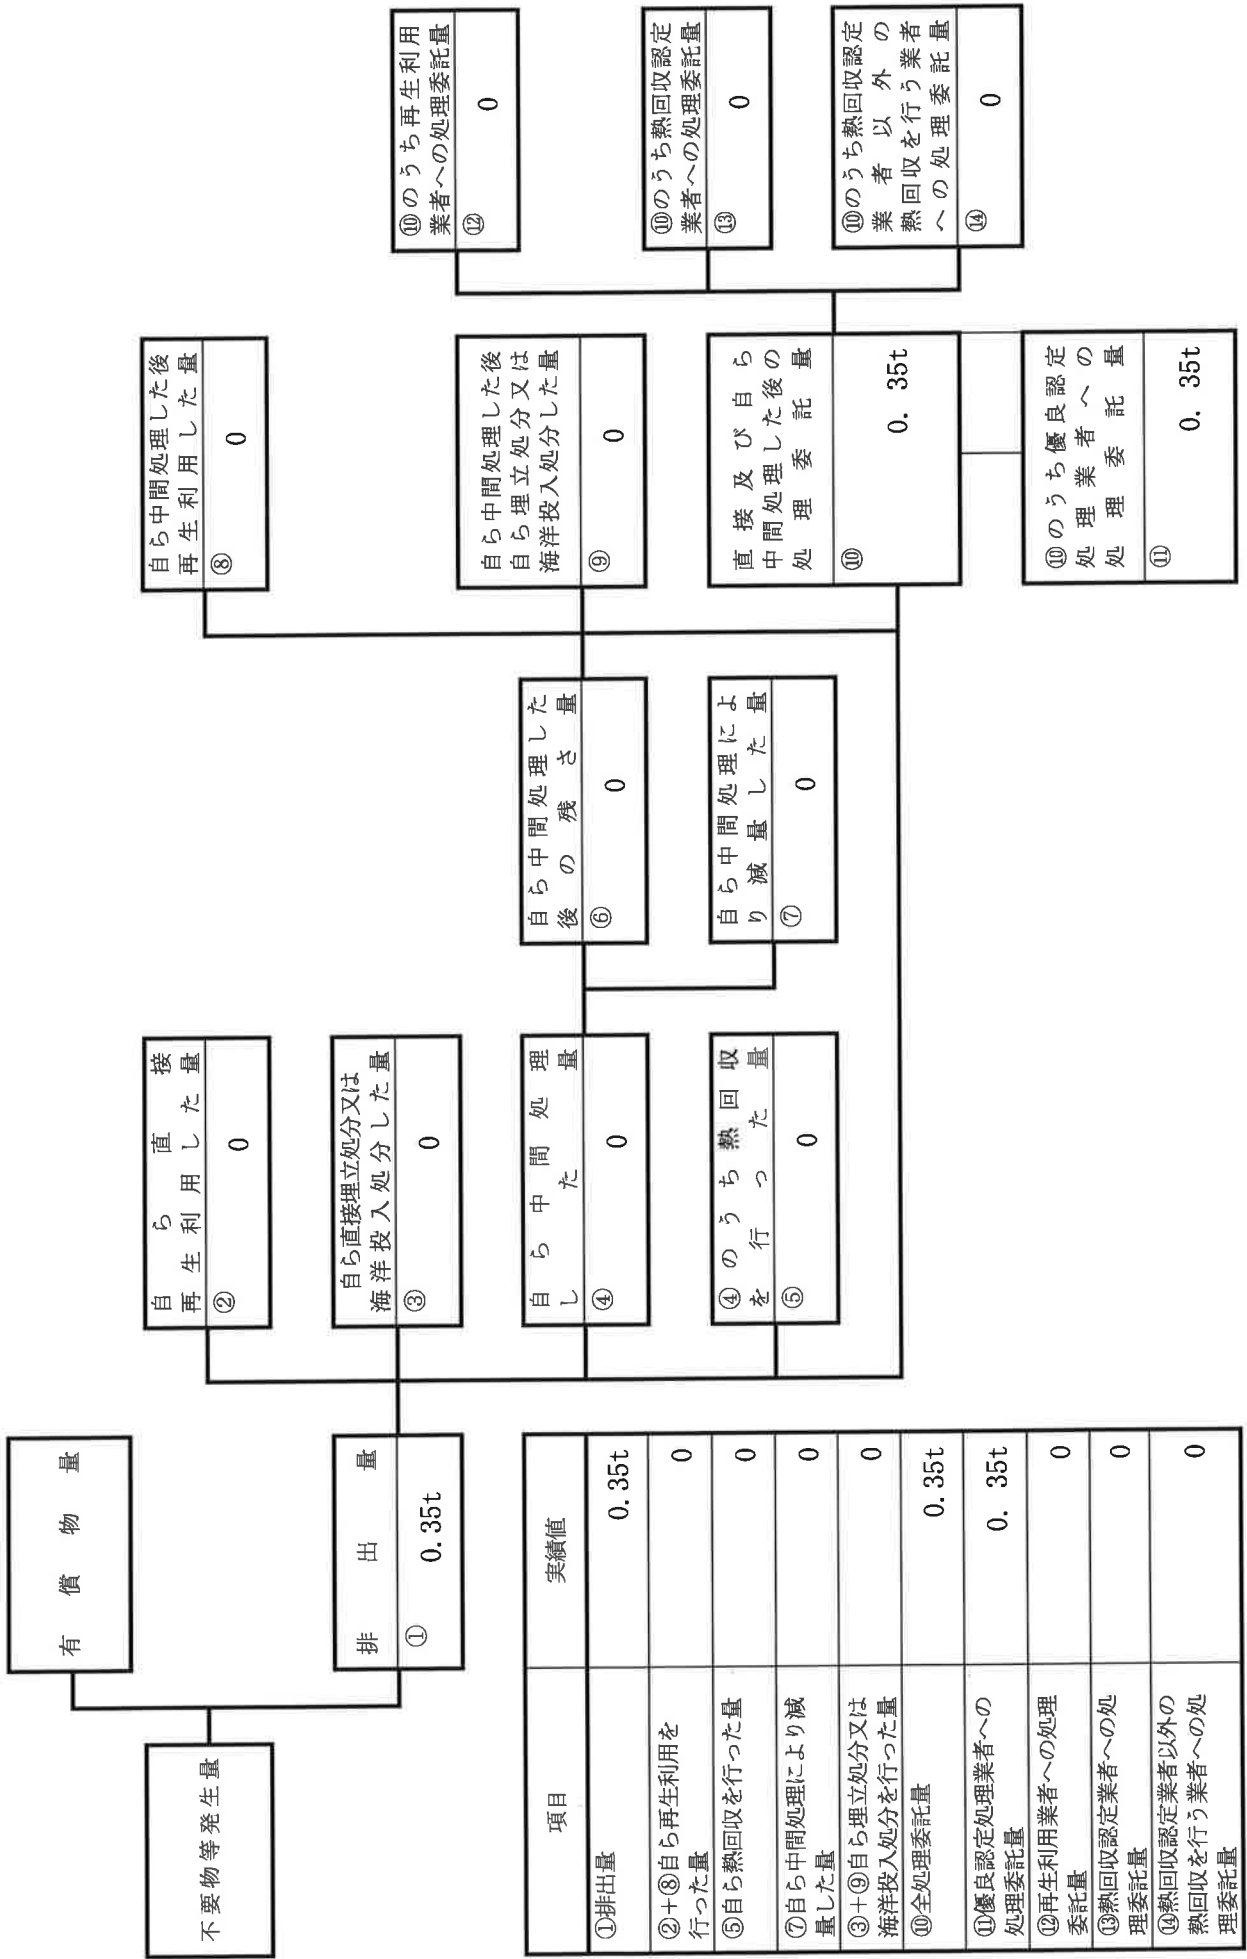 不要物等発生量
有償物量
排出量
① 0.35t
自ら直接
再生利用した量
② 0
自ら直接埋立処分又は
海洋投入処分した量
③ 0
自ら中間処理
した量
④ 0
④のうち熱回収
を行った量
⑤ 0
自ら中間処理した
後の残さ量
⑥ 0
自ら中間処理によ
り減量した量
⑦ 0
自ら中間処理した後
再生利用した量
⑧ 0
自ら中間処理した後
自ら埋立処分又は
海洋投入処分した量
⑨ 0
直接及び自ら
中間処理した後の
処理委託量
⑩ 0.35t
⑩のうち優良認定
処理業者への
処理委託量
⑪ 0.35t
⑩のうち再生利用
業者への処理委託量
⑫ 0
⑩のうち熱回収認定
業者への処理委託量
⑬ 0
⑩のうち熱回収認定
業者以外の
熱回収を行う業者
への処理委託量
⑭ 0
項目 実績値
①排出量 0.35t
②+⑧自ら再生利用を
行った量 0
⑤自ら熱回収を行った量 0
⑦自ら中間処理により減
量した量 0
③+⑨自ら埋立処分又は
海洋投入処分を行った量 0
⑩全処理委託量 0.35t
⑪優良認定処理業者への
処理委託量 0.35t
⑫再生利用業者への処理
委託量 0
⑬熱回収認定業者への処
理委託量 0
⑭熱回収認定業者以外の
熱回収を行う業者への処
理委託量 0